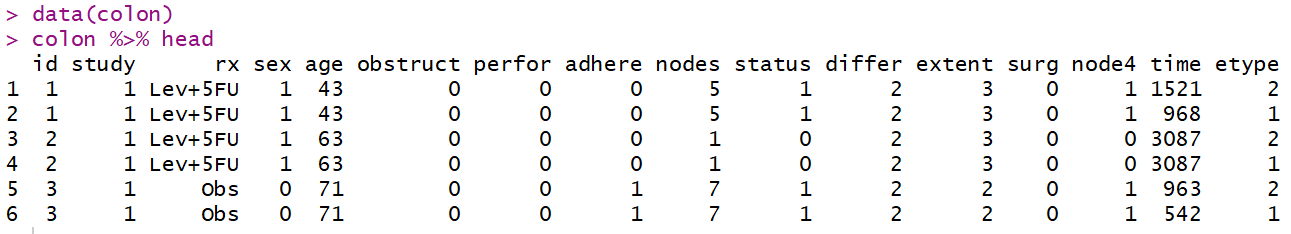 > data(colon)
> colon %>% head
  id study      rx sex age obstruct perfor adhere nodes status differ extent surg node4 time etype
1  1     1 Lev+5FU   1  43        0      0      0     5      1      2      3    0     1 1521     2
2  1     1 Lev+5FU   1  43        0      0      0     5      1      2      3    0     1  968     1
3  2     1 Lev+5FU   1  63        0      0      0     1      0      2      3    0     0 3087     2
4  2     1 Lev+5FU   1  63        0      0      0     1      0      2      3    0     0 3087     1
5  3     1     Obs   0  71        0      0      1     7      1      2      2    0     1  963     2
6  3     1     Obs   0  71        0      0      1     7      1      2      2    0     1  542     1